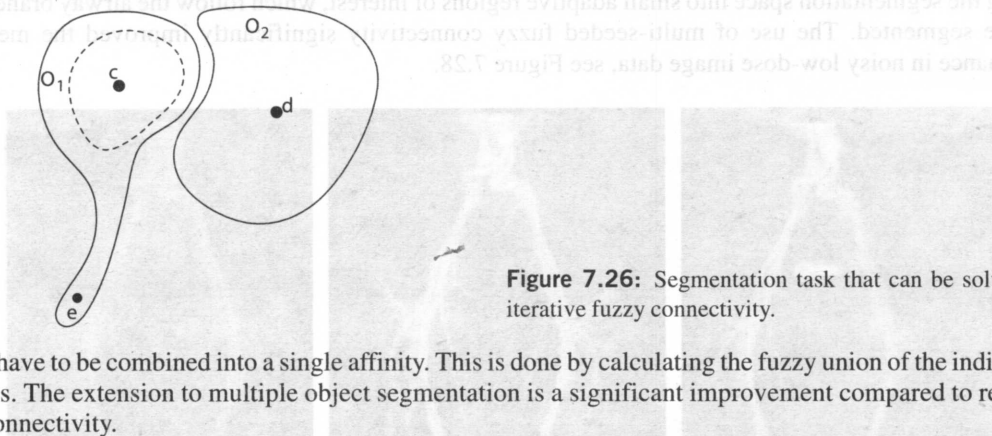 O2
O1
c
d
e
Figure 7.26: Segmentation task that can be sol
iterative fuzzy connectivity.
have to be combined into a single affinity. This is done by calculating the fuzzy union of the indi
s. The extension to multiple object segmentation is a significant improvement compared to re
onnectivity.